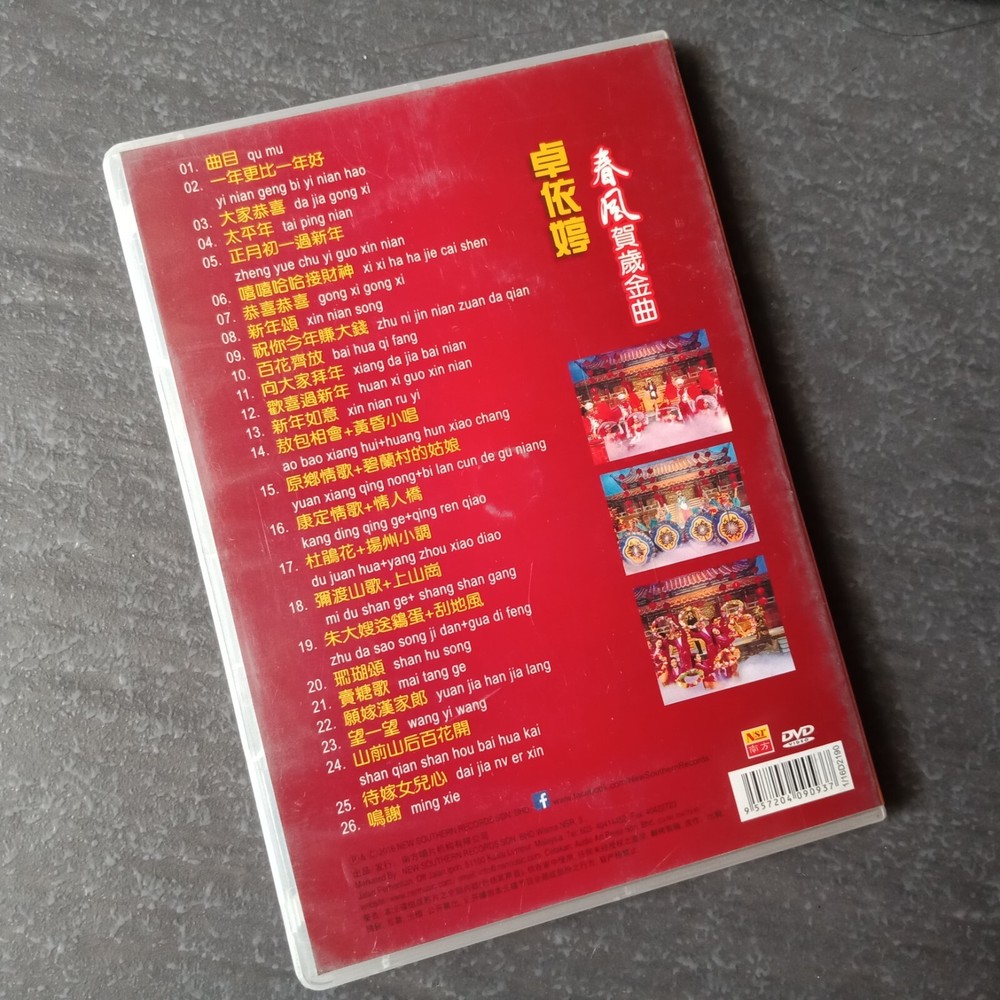 01. 曲目 qu mu
02. 一年更比一年好
yi nian geng bi yi nian hao
03. 大家恭喜 da jia gong xi
04. 太平年 tai ping nian
05. 正月初一過新年
zheng yue chu yi guo xin nian
06. 嘻嘻哈哈接財神 xi xi ha ha jie cai shen
07. 恭喜恭喜 gong xi gong xi
08. 新年頌 xin nian song
09. 祝你今年賺大錢 zhu ni jin nian zuan da qian
10. 百花齊放 bai hua qi fang
11. 向大家拜年 xiang da jia bai nian
12. 歡喜過新年 huan xi guo xin nian
13. 新年如意 xin nian ru yi
14. 敖包相會+黃昏小唱
ao bao xiang hui+huang hun xiao chang
15. 原鄉情歌+碧蘭村的姑娘
yuan xiang qing nong+bi lan cun de gu niang
16. 康定情歌+情人橋
kang ding qing ge+qing ren qiao
17. 杜鵑花+揚州小調
du juan hua+yang zhou xiao diao
18. 彌渡山歌+上山崗
mi du shan ge+ shang shan gang
19. 朱大嫂送鷄蛋+刮地風
zhu da sao song ji dan+gua di feng
20. 珊瑚頌 shan hu song
21. 賣糖歌 mai tang ge
22. 願嫁漢家郎 yuan jia han jia lang
23. 望一望 wang yi wang
24. 山前山后百花開
shan qian shan hou bai hua kai
25. 待嫁女兒心 dai jia nv er xin
26. 鳴謝 ming xie
卓依婷
春風賀歲金曲
NSR
南方
DVD
VIDEO
9 557204 090937
1/16D2190
NEW SOUTHERN RECORDS SDN. BHD.